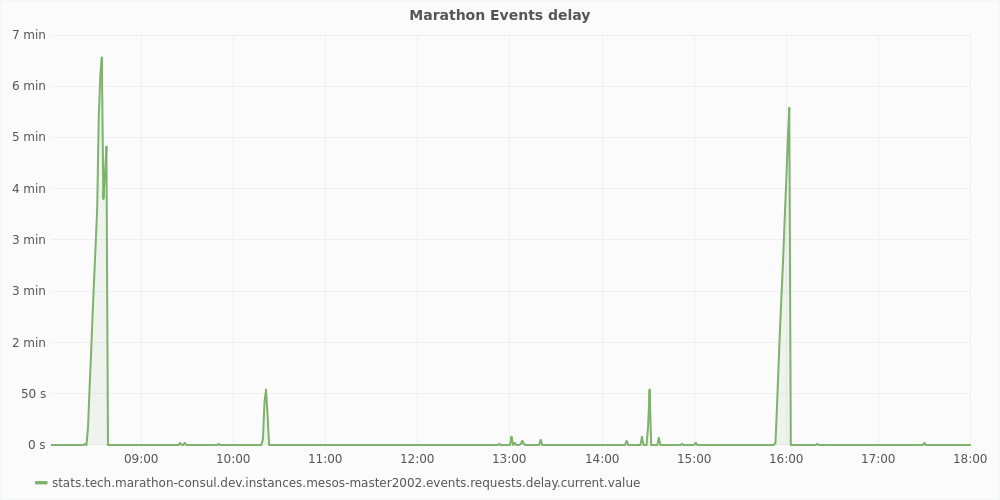 Marathon Events delay
7 min
6 min
5 min
4 min
3 min
3 min
2 min
50 s
0 s
09:00 10:00 11:00 12:00 13:00 14:00 15:00 16:00 17:00 18:00
stats.tech.marathon-consul.dev.instances.mesos-master2002.events.requests.delay.current.value